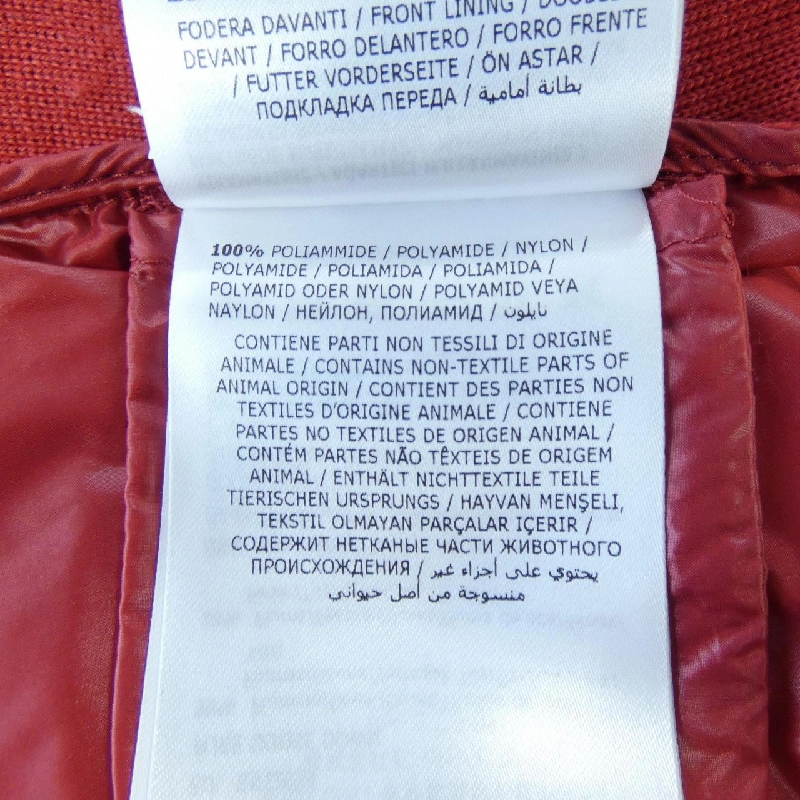 FODERA DAVANTI / FRONT LINING /
DEVANT / FORRO DELANTERO / FORRO FRENTE
/ FUTTER VORDERSEITE / ÖN ASTAR /
ПОДКЛАДКА ПЕРЕДА / بطانة أمامية
100% POLIAMMIDE / POLYAMIDE / NYLON /
POLYAMIDE / POLIAMIDA / POLIAMIDA /
POLYAMID ODER NYLON / POLYAMID VEYA
NAYLON / НЕЙЛОН, ПОЛИАМИД / نايلون
CONTIENE PARTI NON TESSILI DI ORIGINE
ANIMALE / CONTAINS NON-TEXTILE PARTS OF
ANIMAL ORIGIN / CONTIENT DES PARTIES NON
TEXTILES D'ORIGINE ANIMALE / CONTIENE
PARTES NO TEXTILES DE ORIGEN ANIMAL /
CONTÉM PARTES NÃO TÊXTEIS DE ORIGEM
ANIMAL / ENTHÄLT NICHTTEXTILE TEILE
TIERISCHEN URSPRUNGS / HAYVAN MENŞELİ,
TEKSTIL OLMAYAN PARÇALAR IÇERIR /
СОДЕРЖИТ НЕТКАНЫЕ ЧАСТИ ЖИВОТНОГО
ПРОИСХОЖДЕНИЯ / يحتوي على أجزاء غير
منسوجة من أصل حيواني